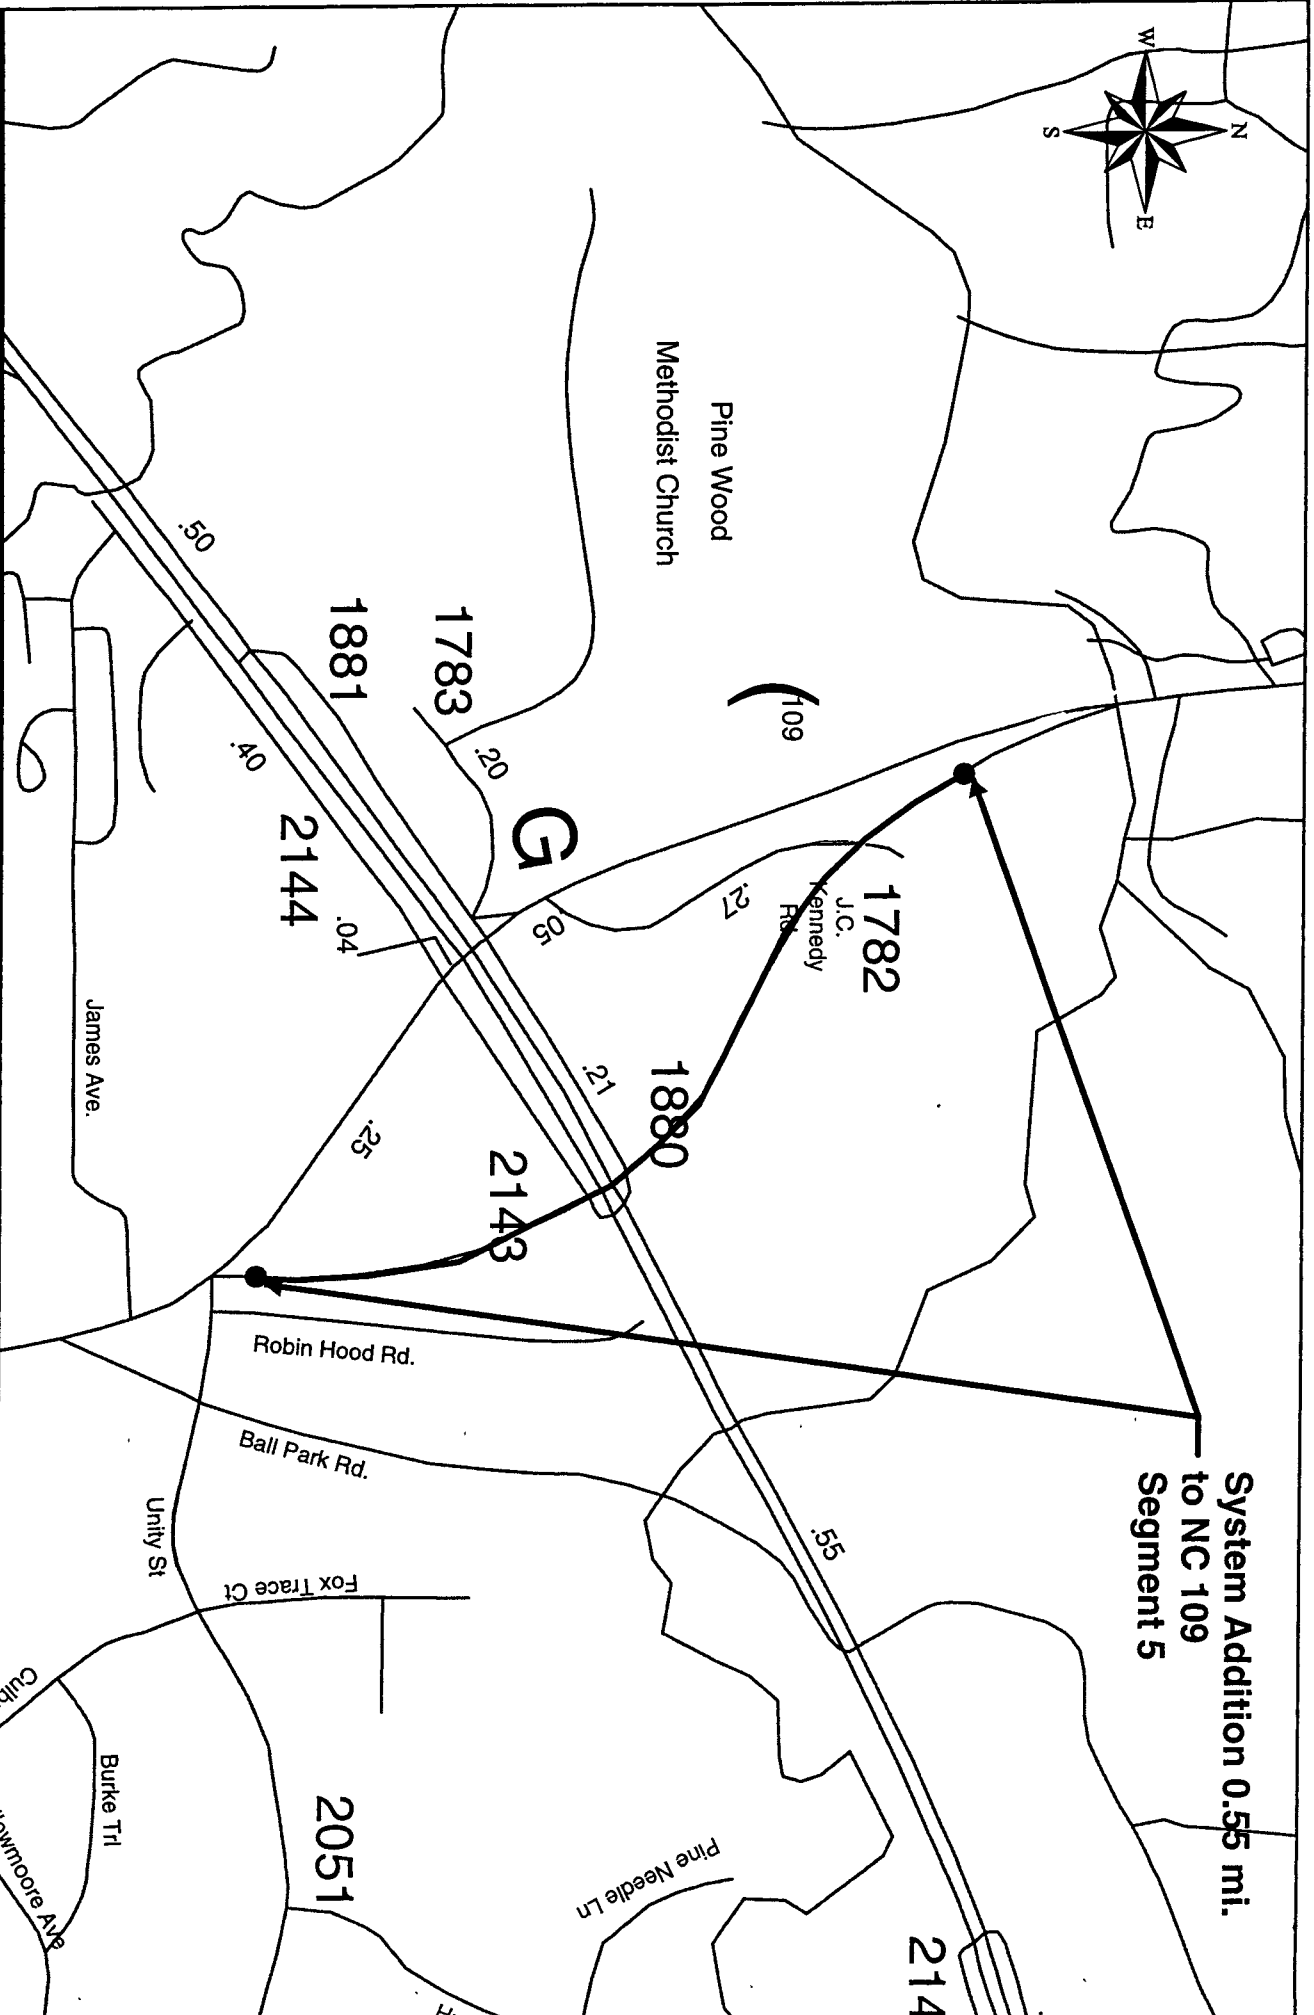 W
N
S
E
Pine Wood
Methodist Church
109
.50
1881
1783
.20
G
.40
2144
.04
.05
.27
J.C.
Kennedy
Rd
1782
James Ave.
.25
.21
1880
2143
Robin Hood Rd.
Ball Park Rd.
Unity St
Fox Trace Ct
.55
System Addition 0.55 mi.
to NC 109
Segment 5
Burke Trl
2051
Pine Needle Ln
214